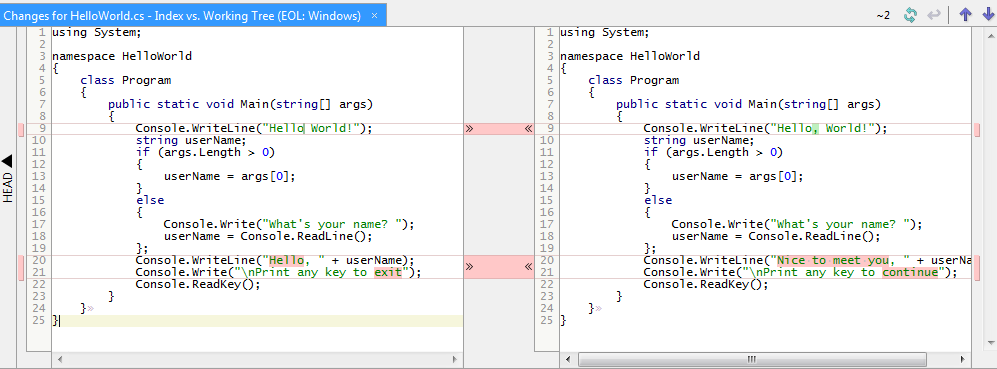 Changes for HelloWorld.cs - Index vs. Working Tree (EOL: Windows) ×
~2
HEAD
1 using System;
2
3 namespace HelloWorld
4 {
5     class Program
6     {
7         public static void Main(string[] args)
8         {
9             Console.WriteLine("Hello World!");
10             string userName;
11             if (args.Length > 0)
12             {
13                 userName = args[0];
14             }
15             else
16             {
17                 Console.Write("What's your name? ");
18                 userName = Console.ReadLine();
19             };
20             Console.WriteLine("Hello, " + userName);
21             Console.Write("\nPrint any key to exit");
22             Console.ReadKey();
23         }
24     }»
25 }
» «
» «
1 using System;
2
3 namespace HelloWorld
4 {
5     class Program
6     {
7         public static void Main(string[] args)
8         {
9             Console.WriteLine("Hello, World!");
10             string userName;
11             if (args.Length > 0)
12             {
13                 userName = args[0];
14             }
15             else
16             {
17                 Console.Write("What's your name? ");
18                 userName = Console.ReadLine();
19             };
20             Console.WriteLine("Nice to meet you, " + userNa
21             Console.Write("\nPrint any key to continue");
22             Console.ReadKey();
23         }
24     }»
25 }